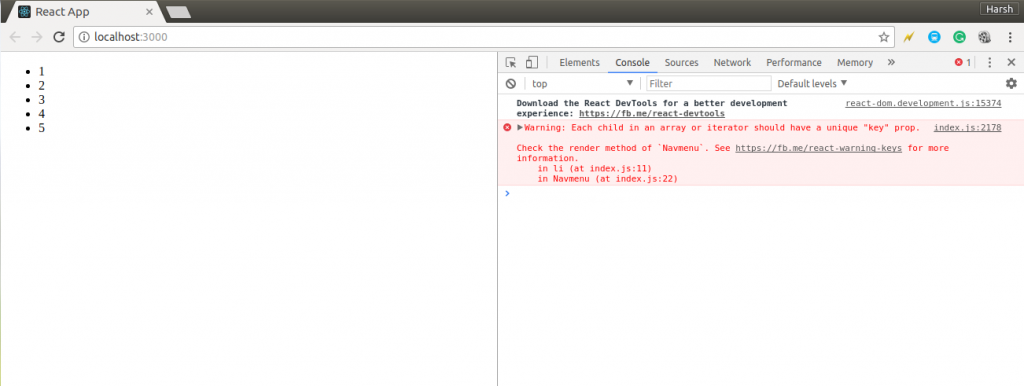 React App
Harsh
localhost:3000
Elements Console Sources Network Performance Memory 1
top Filter Default levels
Download the React DevTools for a better development react-dom.development.js:15374
experience: https://fb.me/react-devtools
Warning: Each child in an array or iterator should have a unique "key" prop. index.js:2178
Check the render method of `Navmenu`. See https://fb.me/react-warning-keys for more
information.
in li (at index.js:11)
in Navmenu (at index.js:22)
1
2
3
4
5